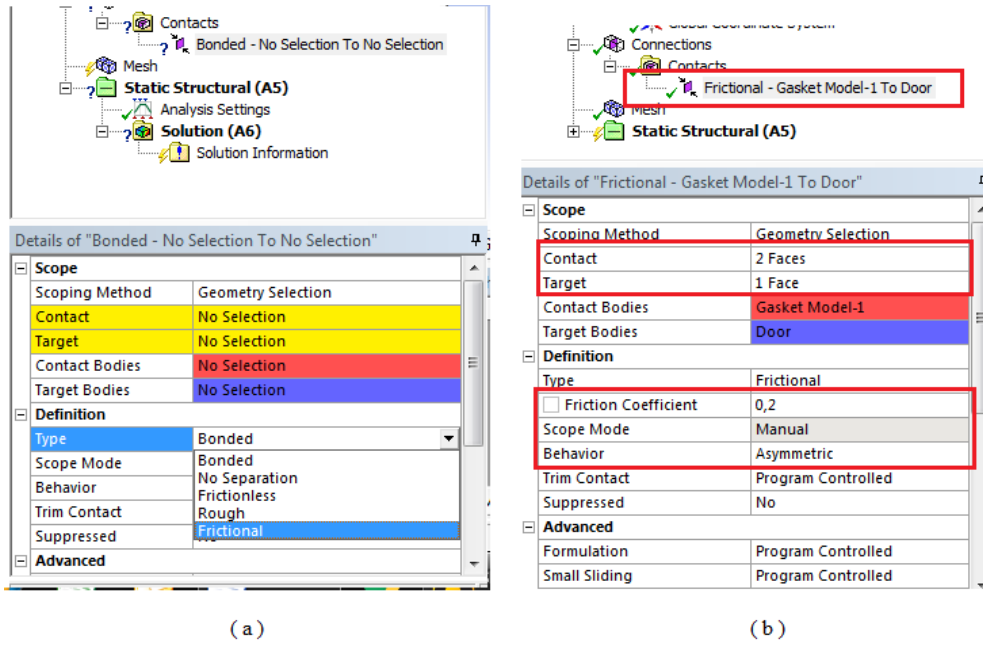 Contacts
Bonded - No Selection To No Selection
Mesh
Static Structural (A5)
Analysis Settings
Solution (A6)
Solution Information
Details of "Bonded - No Selection To No Selection"
Scope
Scoping Method Geometry Selection
Contact No Selection
Target No Selection
Contact Bodies No Selection
Target Bodies No Selection
Definition
Type Bonded
Scope Mode Bonded
No Separation
Behavior Frictionless
Trim Contact Rough
Suppressed Frictional
Advanced
(a)
Global Coordinate System
Connections
Contacts
Frictional - Gasket Model-1 To Door
Mesh
Static Structural (A5)
Details of "Frictional - Gasket Model-1 To Door"
Scope
Scoping Method Geometry Selection
Contact 2 Faces
Target 1 Face
Contact Bodies Gasket Model-1
Target Bodies Door
Definition
Type Frictional
Friction Coefficient 0,2
Scope Mode Manual
Behavior Asymmetric
Trim Contact Program Controlled
Suppressed No
Advanced
Formulation Program Controlled
Small Sliding Program Controlled
(b)